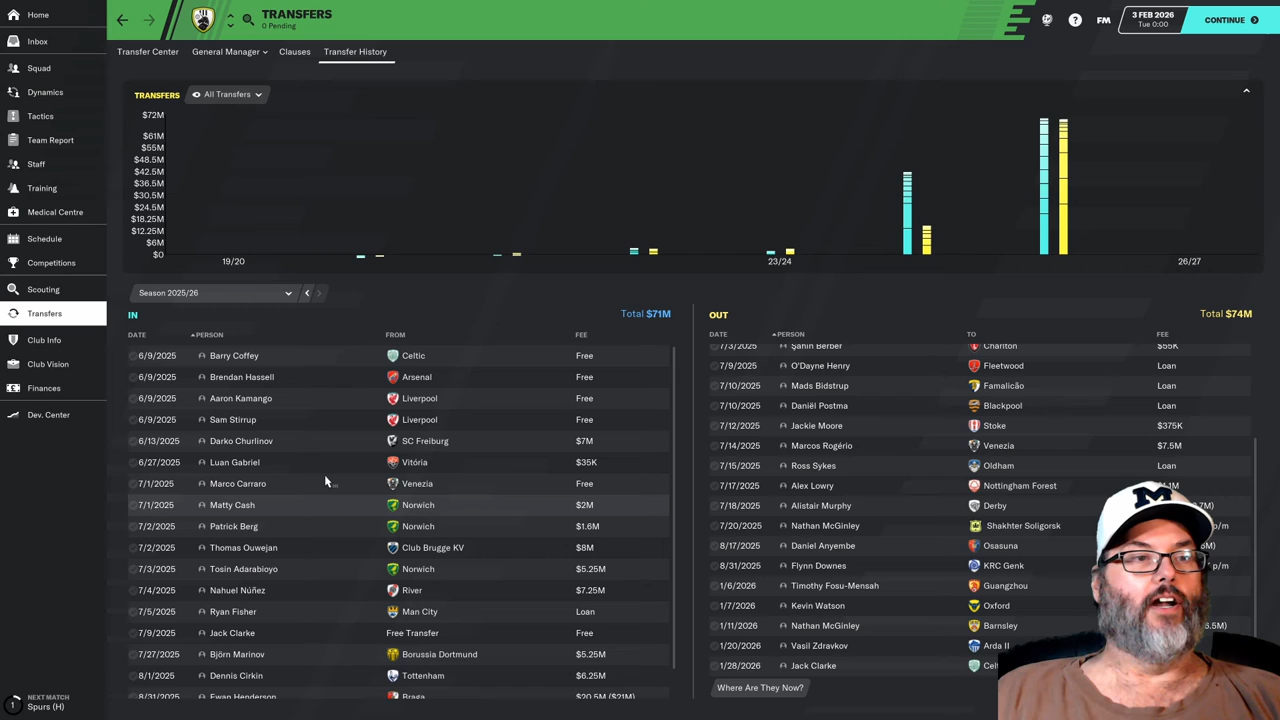 Home
Inbox
Squad
Dynamics
Tactics
Team Report
Staff
Training
Medical Centre
Schedule
Competitions
Scouting
Transfers
Club Info
Club Vision
Finances
Dev. Center
1 NEXT MATCH
Spurs (H)
TRANSFERS
0 Pending
FM
3 FEB 2026
Tue 0:00
CONTINUE
Transfer Center General Manager Clauses Transfer History
TRANSFERS All Transfers
$72M
$61M
$55M
$48.5M
$42.5M
$36.5M
$30.5M
$24.5M
$18.25M
$12.25M
$6M
$0
19/20 23/24 26/27
Season 2025/26
IN Total $71M
DATE PERSON FROM FEE
6/9/2025 Barry Coffey Celtic Free
6/9/2025 Brendan Hassell Arsenal Free
6/9/2025 Aaron Kamango Liverpool Free
6/9/2025 Sam Stirrup Liverpool Free
6/13/2025 Darko Churlinov SC Freiburg $7M
6/27/2025 Luan Gabriel Vitória $35K
7/1/2025 Marco Carraro Venezia Free
7/1/2025 Matty Cash Norwich $2M
7/2/2025 Patrick Berg Norwich $1.6M
7/2/2025 Thomas Ouwejan Club Brugge KV $8M
7/3/2025 Tosin Adarabioyo Norwich $5.25M
7/4/2025 Nahuel Núñez River $7.25M
7/5/2025 Ryan Fisher Man City Loan
7/9/2025 Jack Clarke Free Transfer Free
7/27/2025 Björn Marinov Borussia Dortmund $5.25M
8/1/2025 Dennis Cirkin Tottenham $6.25M
8/31/2025 Ewan Henderson Braga $20.5M ($21M)
OUT Total $74M
DATE PERSON TO FEE
7/3/2025 Şahin Berber Charlton $55K
7/9/2025 O'Dayne Henry Fleetwood Loan
7/10/2025 Mads Bidstrup Famalicão Loan
7/10/2025 Daniël Postma Blackpool Loan
7/12/2025 Jackie Moore Stoke $375K
7/14/2025 Marcos Rogério Venezia $7.5M
7/15/2025 Ross Sykes Oldham Loan
7/17/2025 Alex Lowry Nottingham Forest
7/18/2025 Alistair Murphy Derby
7/20/2025 Nathan McGinley Shakhter Soligorsk p/m
8/17/2025 Daniel Anyembe Osasuna
8/31/2025 Flynn Downes KRC Genk p/m
1/6/2026 Timothy Fosu-Mensah Guangzhou
1/7/2026 Kevin Watson Oxford
1/11/2026 Nathan McGinley Barnsley
1/20/2026 Vasil Zdravkov Arda II
1/28/2026 Jack Clarke
Where Are They Now?
M